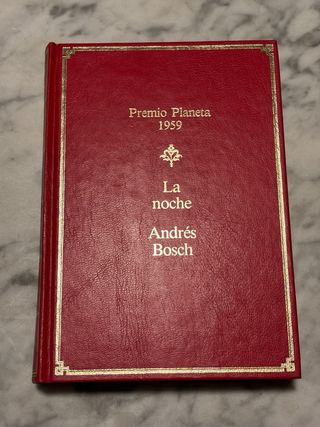 Premio Planeta
1959
La
noche
Andrés
Bosch